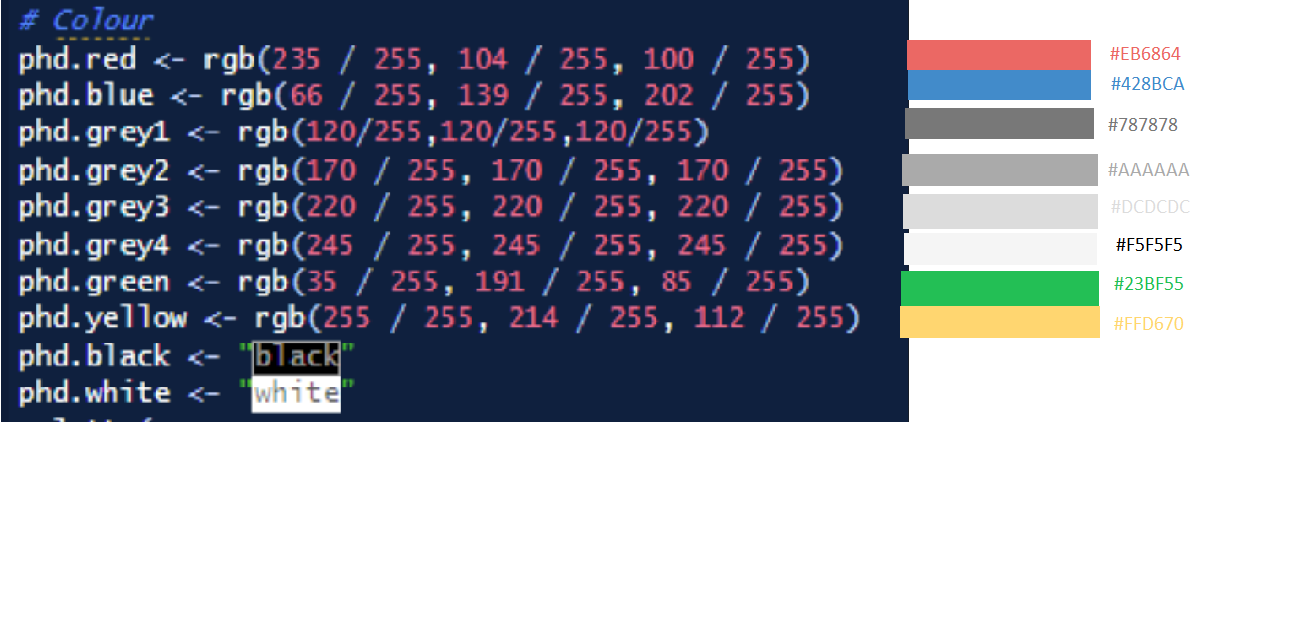 # Colour
phd.red <- rgb(235 / 255, 104 / 255, 100 / 255) #EB6864
phd.blue <- rgb(66 / 255, 139 / 255, 202 / 255) #428BCA
phd.grey1 <- rgb(120/255,120/255,120/255) #787878
phd.grey2 <- rgb(170 / 255, 170 / 255, 170 / 255) #AAAAAA
phd.grey3 <- rgb(220 / 255, 220 / 255, 220 / 255) #DCDCDC
phd.grey4 <- rgb(245 / 255, 245 / 255, 245 / 255) #F5F5F5
phd.green <- rgb(35 / 255, 191 / 255, 85 / 255) #23BF55
phd.yellow <- rgb(255 / 255, 214 / 255, 112 / 255) #FFD670
phd.black <- "black"
phd.white <- "white"